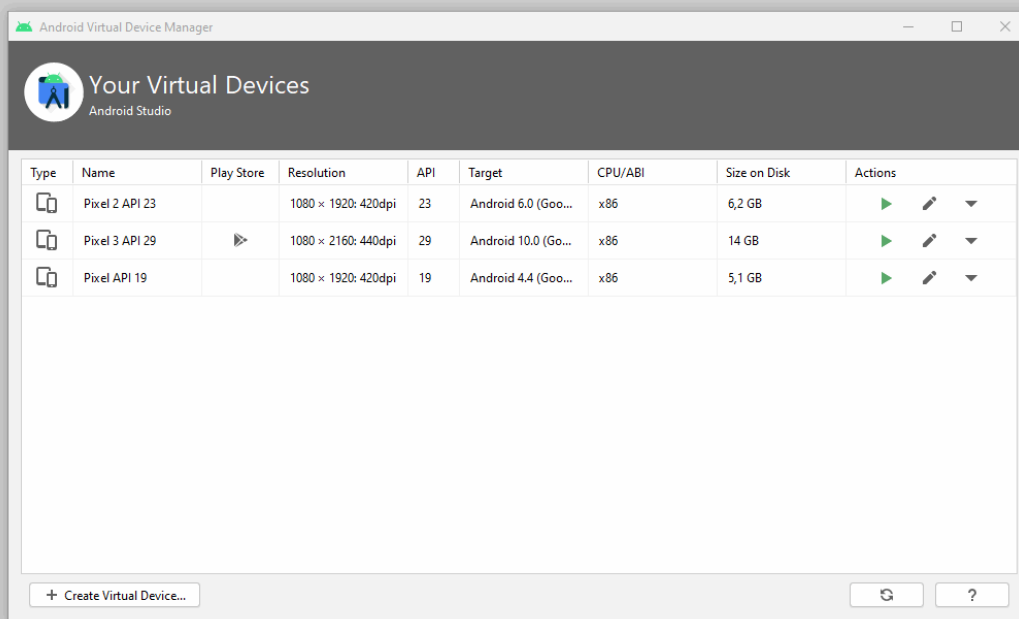 Android Virtual Device Manager
Your Virtual Devices
Android Studio
Type Name Play Store Resolution API Target CPU/ABI Size on Disk Actions
Pixel 2 API 23 1080 × 1920: 420dpi 23 Android 6.0 (Goo... x86 6,2 GB
Pixel 3 API 29 1080 × 2160: 440dpi 29 Android 10.0 (Go... x86 14 GB
Pixel API 19 1080 × 1920: 420dpi 19 Android 4.4 (Goo... x86 5,1 GB
+ Create Virtual Device... ?